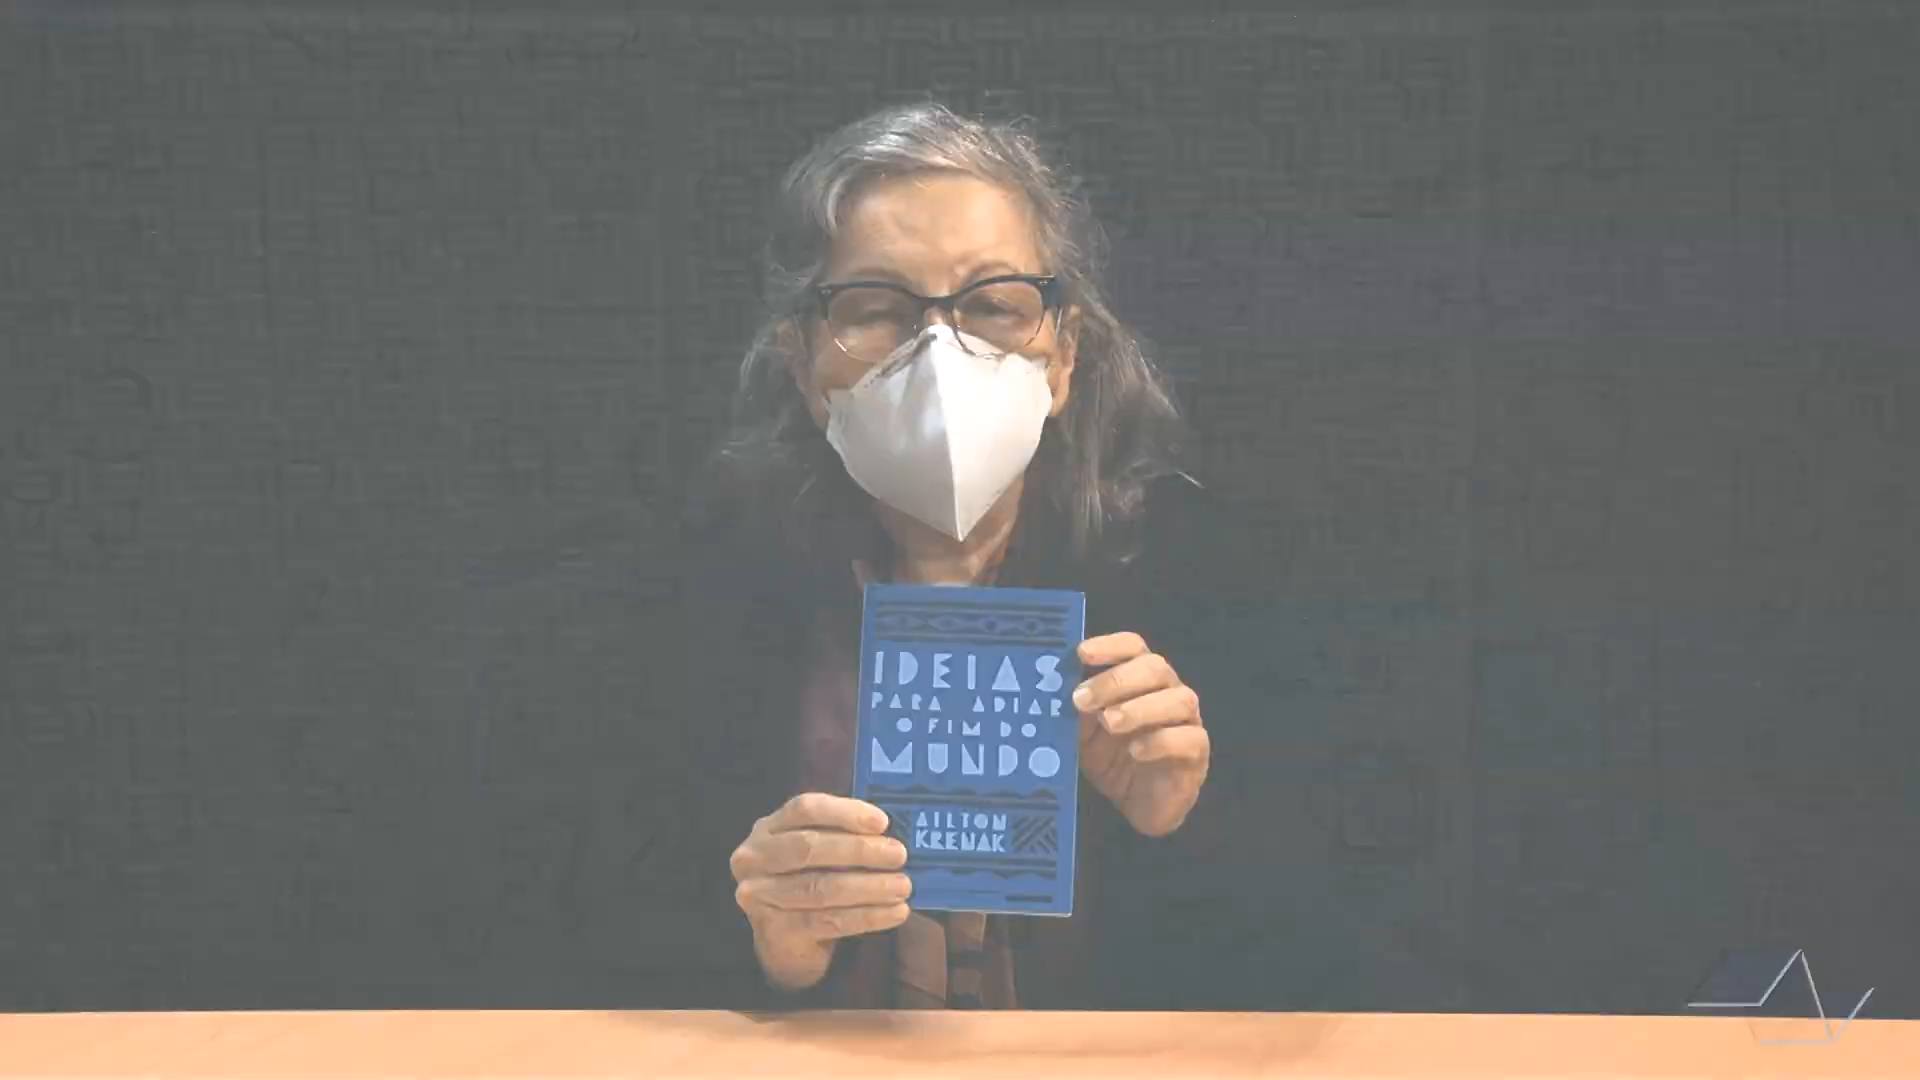 IDEIAS
PARA ADIAR
O FIM DO
MUNDO
AILTON
KRENAK